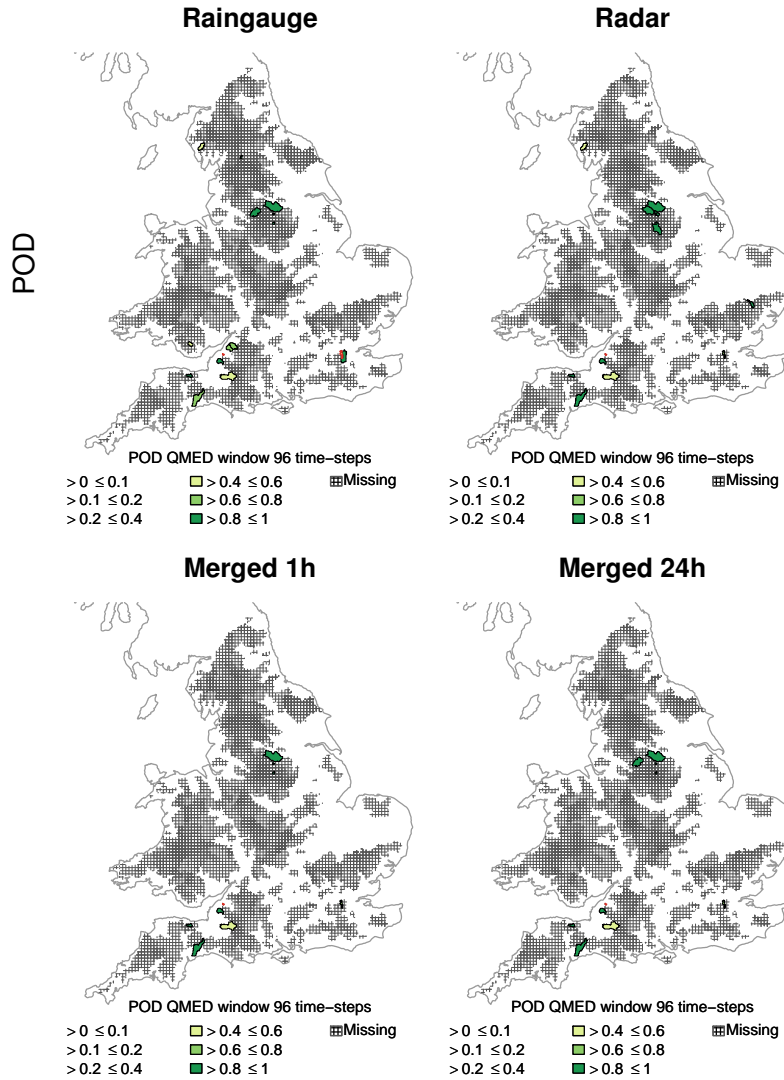 Raingauge
Radar
POD
POD QMED window 96 time−steps
> 0 ≤ 0.1 > 0.4 ≤ 0.6 Missing
> 0.1 ≤ 0.2 > 0.6 ≤ 0.8
> 0.2 ≤ 0.4 > 0.8 ≤ 1
POD QMED window 96 time−steps
> 0 ≤ 0.1 > 0.4 ≤ 0.6 Missing
> 0.1 ≤ 0.2 > 0.6 ≤ 0.8
> 0.2 ≤ 0.4 > 0.8 ≤ 1
Merged 1h
Merged 24h
POD QMED window 96 time−steps
> 0 ≤ 0.1 > 0.4 ≤ 0.6 Missing
> 0.1 ≤ 0.2 > 0.6 ≤ 0.8
> 0.2 ≤ 0.4 > 0.8 ≤ 1
POD QMED window 96 time−steps
> 0 ≤ 0.1 > 0.4 ≤ 0.6 Missing
> 0.1 ≤ 0.2 > 0.6 ≤ 0.8
> 0.2 ≤ 0.4 > 0.8 ≤ 1